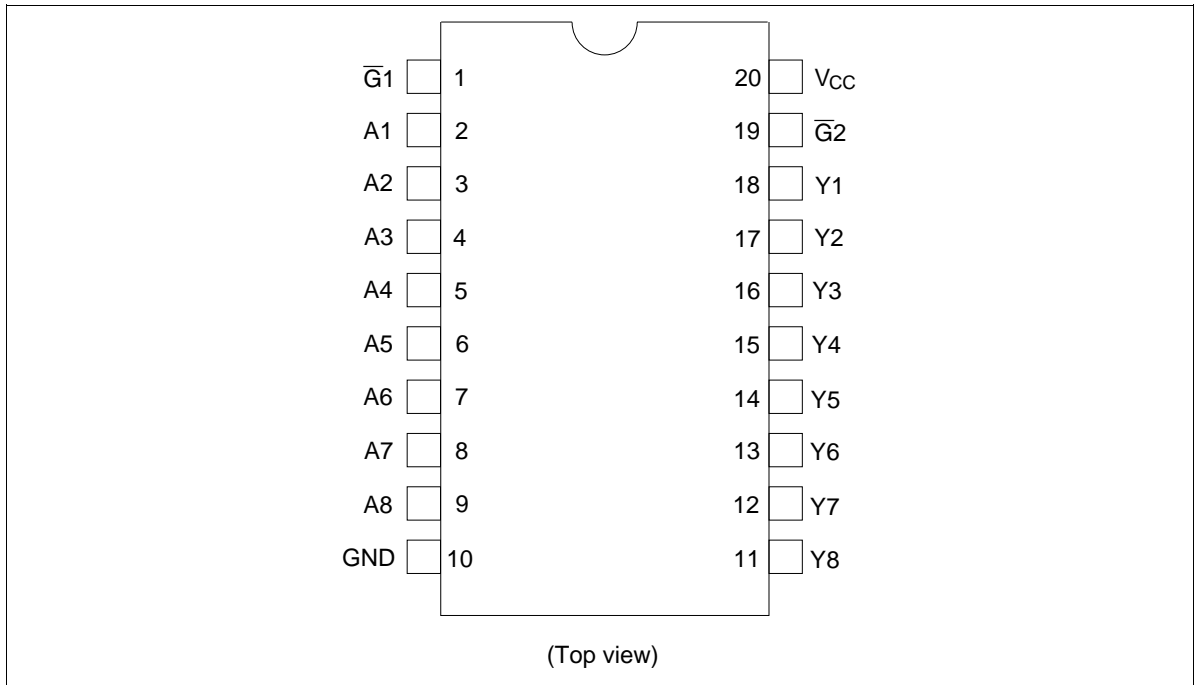 G̅1 1 20 VCC
A1 2 19 G̅2
A2 3 18 Y1
A3 4 17 Y2
A4 5 16 Y3
A5 6 15 Y4
A6 7 14 Y5
A7 8 13 Y6
A8 9 12 Y7
GND 10 11 Y8
(Top view)